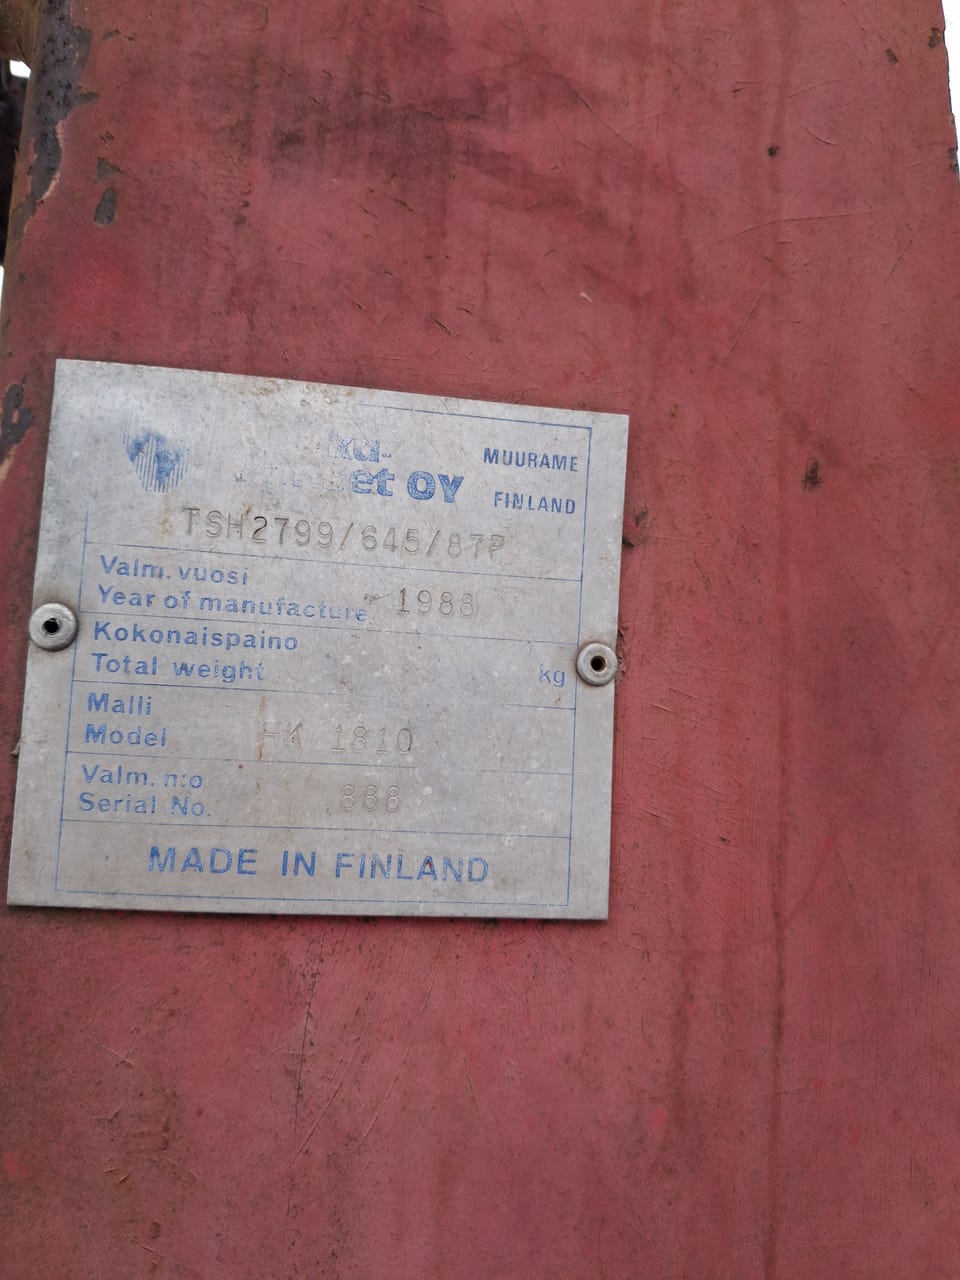 MUURAME
et OY
FINLAND
TSH2799/645/87P
Valm. vuosi
Year of manufacture 1988
Kokonaispaino
Total weight kg
Malli
Model HK 1810
Valm. n:o
Serial No. 888
MADE IN FINLAND